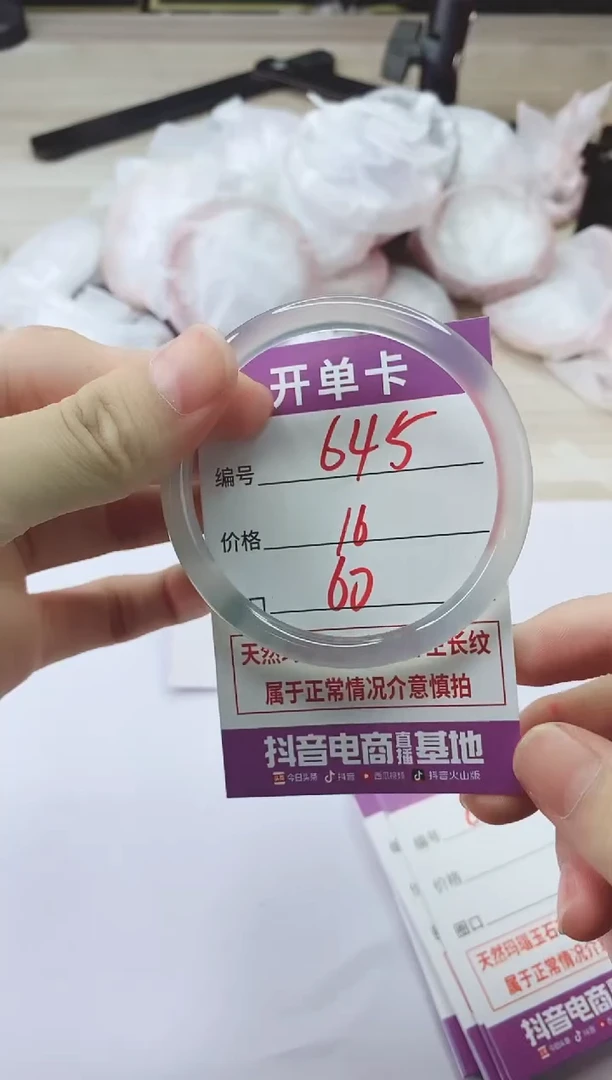 开单卡
编号 645
价格 16
口 60
天然 生长纹
属于正常情况介意慎拍
抖音电商直播基地
今日头条 抖音 西瓜视频 抖音火山版
编号
价格
圈口
天然玛瑙玉石
属于正常情况介
抖音电商